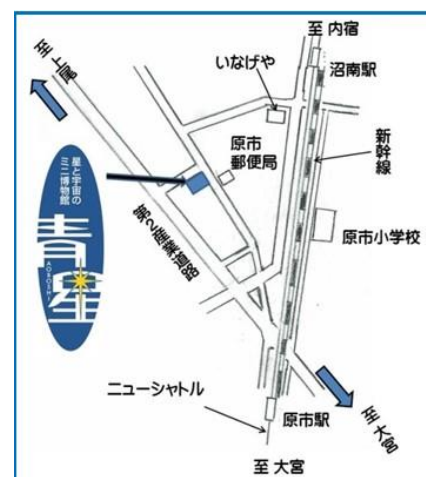 至 内宿
至 上尾
いなげや
沼南駅
原市
郵便局
新幹線
星と宇宙の
ミニ博物館
青星
AOBOSHI
第2産業道路
原市小学校
ニューシャトル
原市駅
至 大宮
至 大宮